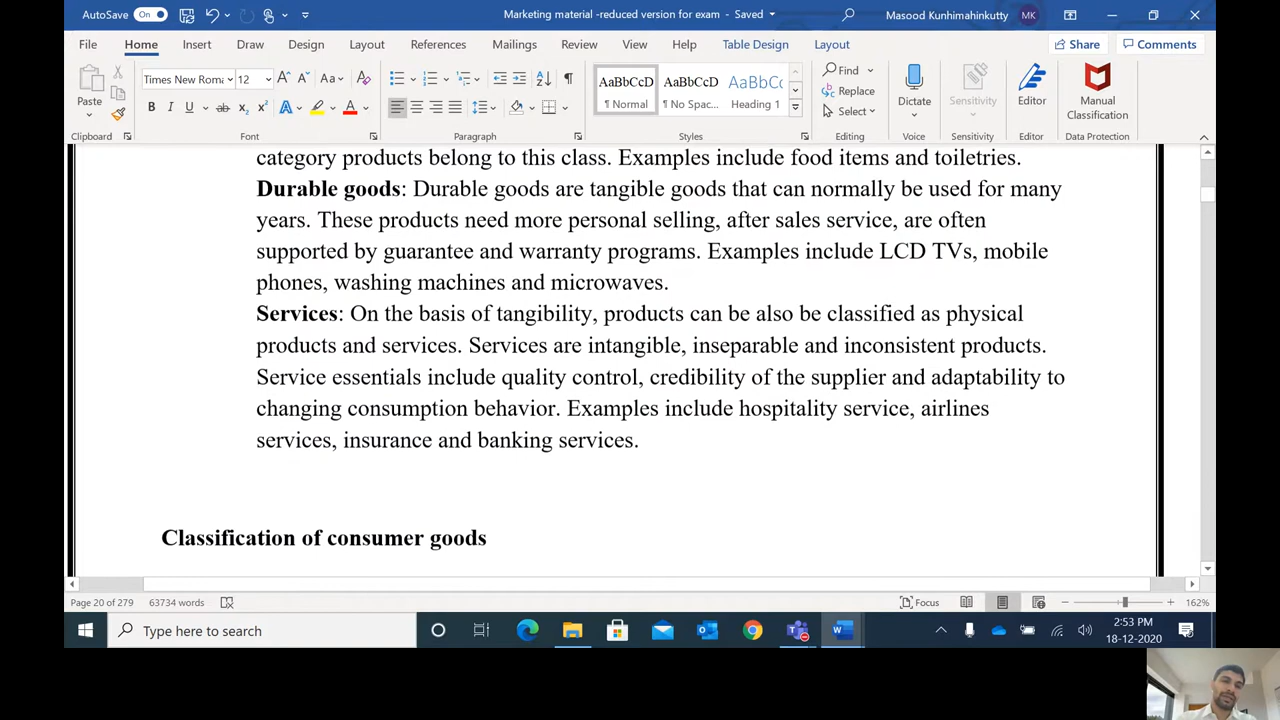 AutoSave On Marketing material -reduced version for exam - Saved Masood Kunhimahinkutty MK
File Home Insert Draw Design Layout References Mailings Review View Help Table Design Layout Share Comments
Paste Times New Roma 12 Aa AaBbCcD AaBbCcD AaBbCc Find Replace Select Dictate Sensitivity Editor Manual Classification
¶ Normal ¶ No Spac... Heading 1
Clipboard Font Paragraph Styles Editing Voice Sensitivity Editor Data Protection
category products belong to this class. Examples include food items and toiletries.
Durable goods: Durable goods are tangible goods that can normally be used for many
years. These products need more personal selling, after sales service, are often
supported by guarantee and warranty programs. Examples include LCD TVs, mobile
phones, washing machines and microwaves.
Services: On the basis of tangibility, products can be also be classified as physical
products and services. Services are intangible, inseparable and inconsistent products.
Service essentials include quality control, credibility of the supplier and adaptability to
changing consumption behavior. Examples include hospitality service, airlines
services, insurance and banking services.
Classification of consumer goods
Page 20 of 279 63734 words Focus 162%
Type here to search 2:53 PM
18-12-2020